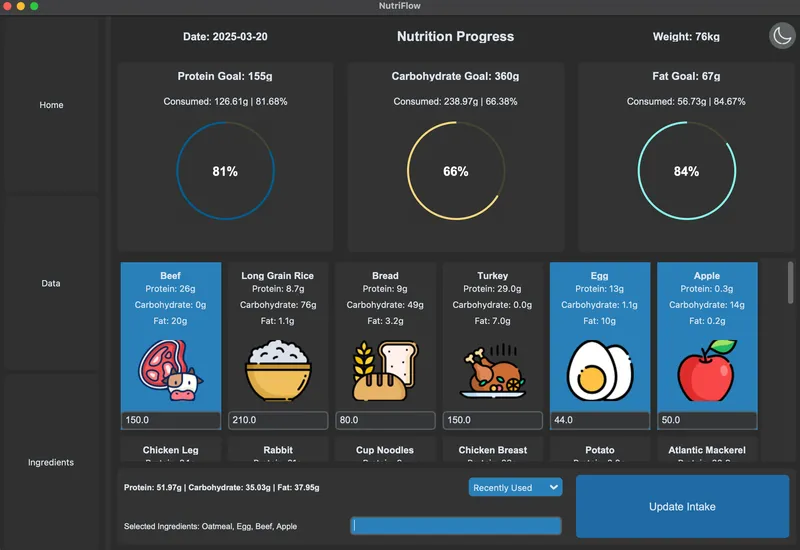 NutriFlow
Date: 2025-03-20
Nutrition Progress
Weight: 76kg
Home
Data
Ingredients
Protein Goal: 155g
Consumed: 126.61g | 81.68%
81%
Carbohydrate Goal: 360g
Consumed: 238.97g | 66.38%
66%
Fat Goal: 67g
Consumed: 56.73g | 84.67%
84%
Beef
Protein: 26g
Carbohydrate: 0g
Fat: 20g
150.0
Long Grain Rice
Protein: 8.7g
Carbohydrate: 76g
Fat: 1.1g
210.0
Bread
Protein: 9g
Carbohydrate: 49g
Fat: 3.2g
80.0
Turkey
Protein: 29.0g
Carbohydrate: 0.0g
Fat: 7.0g
150.0
Egg
Protein: 13g
Carbohydrate: 1.1g
Fat: 10g
44.0
Apple
Protein: 0.3g
Carbohydrate: 14g
Fat: 0.2g
50.0
Chicken Leg
Rabbit
Cup Noodles
Chicken Breast
Potato
Atlantic Mackerel
Protein: 51.97g | Carbohydrate: 35.03g | Fat: 37.95g
Recently Used
Update Intake
Selected Ingredients: Oatmeal, Egg, Beef, Apple